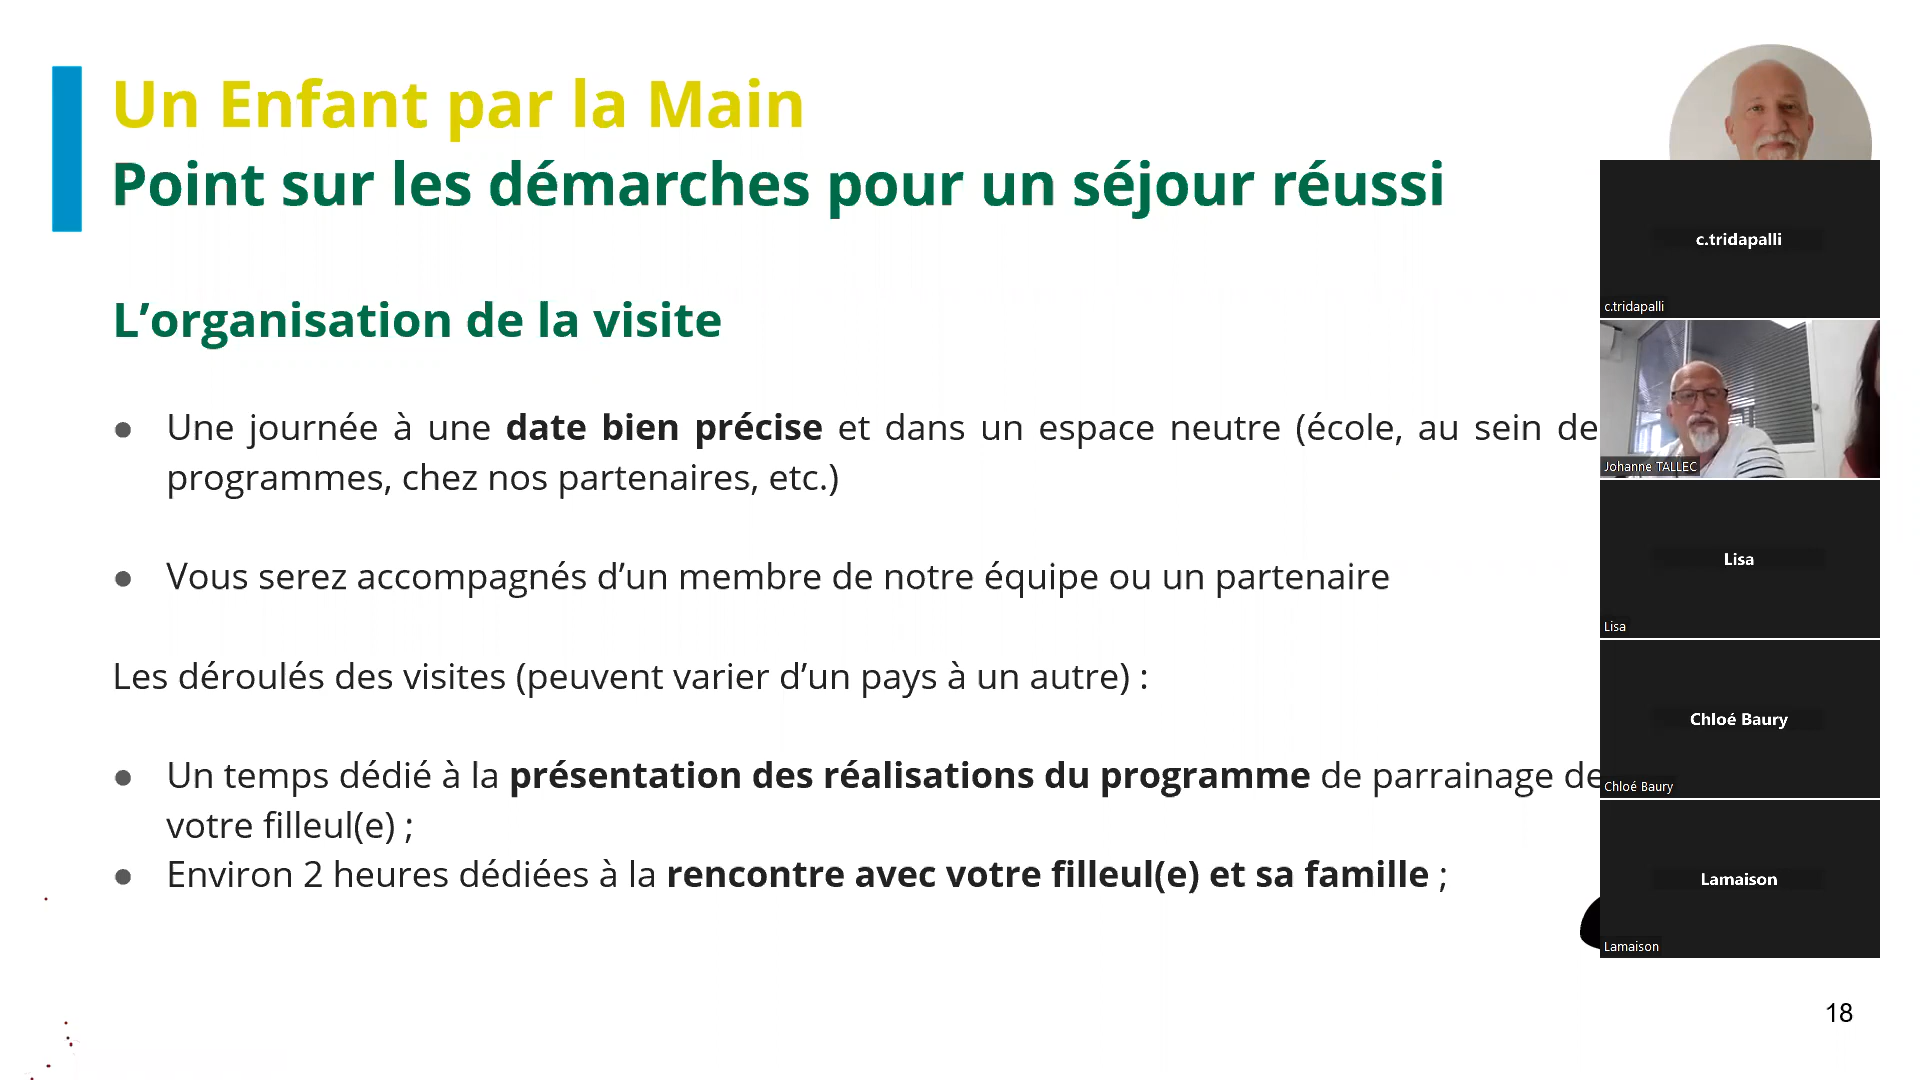 Un Enfant par la Main
Point sur les démarches pour un séjour réussi
L’organisation de la visite
● Une journée à une date bien précise et dans un espace neutre (école, au sein de
programmes, chez nos partenaires, etc.)
● Vous serez accompagnés d’un membre de notre équipe ou un partenaire
Les déroulés des visites (peuvent varier d’un pays à un autre) :
● Un temps dédié à la présentation des réalisations du programme de parrainage de
votre filleul(e) ;
● Environ 2 heures dédiées à la rencontre avec votre filleul(e) et sa famille ;
c.tridapalli
c.tridapalli
Johanne TALLEC
Lisa
Lisa
Chloé Baury
Chloé Baury
Lamaison
Lamaison
18